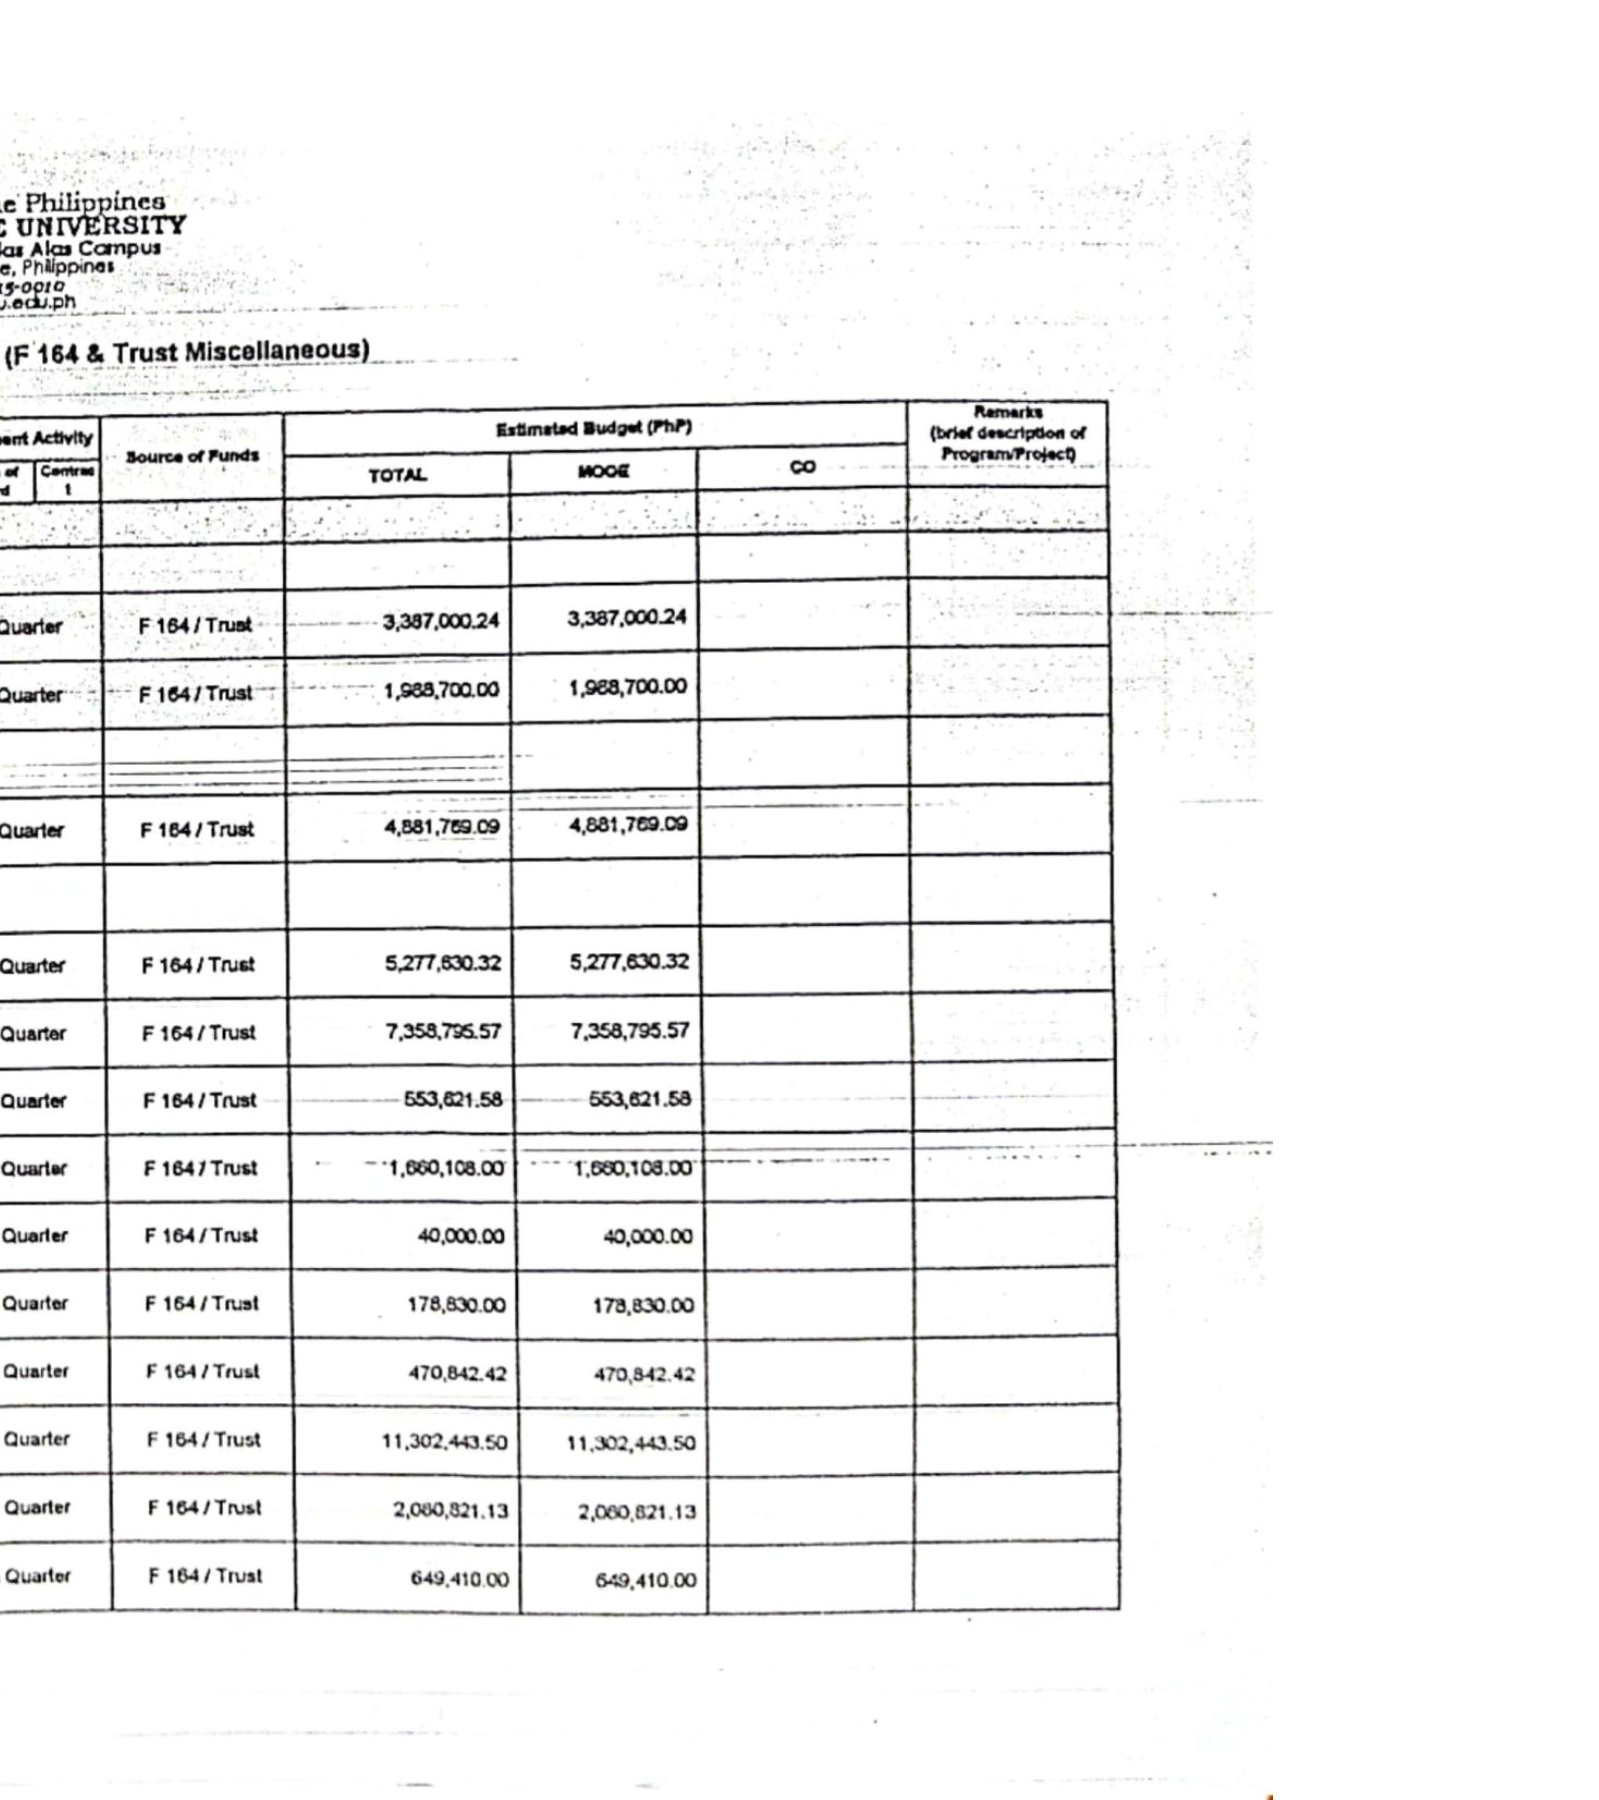 e Philippines
C UNIVERSITY
las Alas Campus
e, Philippines
15-0010
u.edu.ph
(F 164 & Trust Miscellaneous)
ent Activity
Source of Funds
Estimated Budget (PhP)
Remarks
(brief description of
Program/Project)
of
d
Contrac
t
TOTAL
MOOE
CO
Quarter F 164 / Trust 3,387,000.24 3,387,000.24
Quarter F 164 / Trust 1,988,700.00 1,988,700.00
Quarter F 164 / Trust 4,881,769.09 4,881,769.09
Quarter F 164 / Trust 5,277,630.32 5,277,630.32
Quarter F 164 / Trust 7,358,795.57 7,358,795.57
Quarter F 164 / Trust 553,621.58 553,621.58
Quarter F 164 / Trust 1,660,108.00 1,660,108.00
Quarter F 164 / Trust 40,000.00 40,000.00
Quarter F 164 / Trust 178,830.00 178,830.00
Quarter F 164 / Trust 470,842.42 470,842.42
Quarter F 164 / Trust 11,302,443.50 11,302,443.50
Quarter F 164 / Trust 2,060,821.13 2,060,821.13
Quarter F 164 / Trust 649,410.00 649,410.00